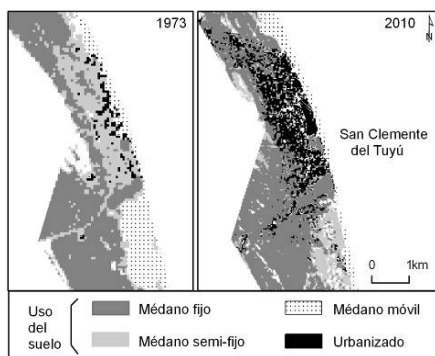 1973
2010
N
San Clemente
del Tuyú
0 1km
Uso
del
suelo
Médano fijo
Médano móvil
Médano semi-fijo
Urbanizado